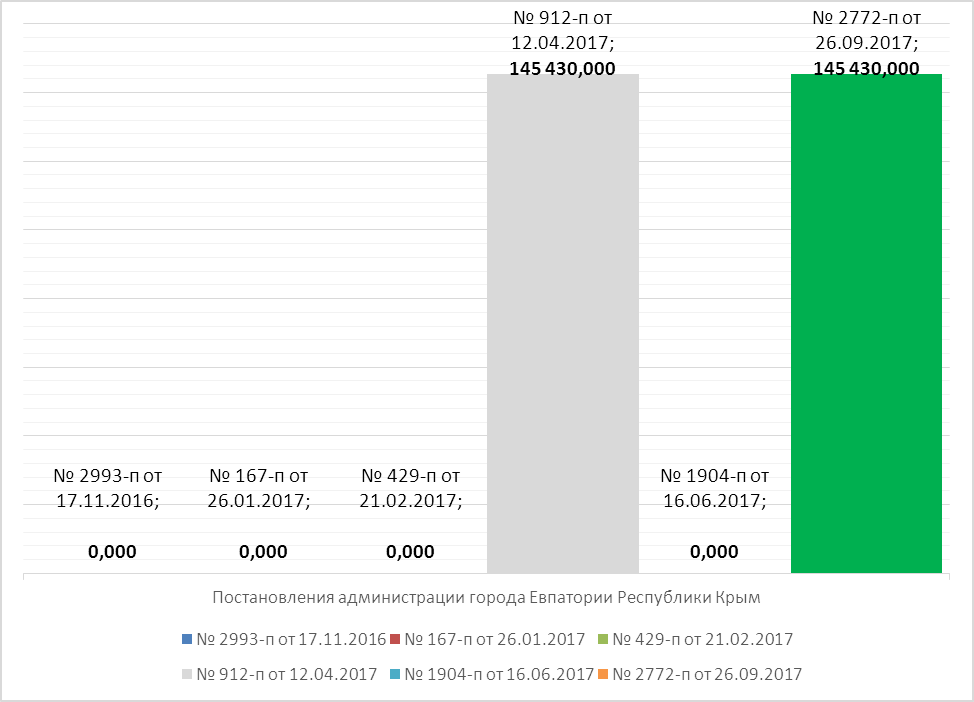 № 912-п от
12.04.2017;
145 430,000
№ 2772-п от
26.09.2017;
145 430,000
№ 2993-п от
17.11.2016;
0,000
№ 167-п от
26.01.2017;
0,000
№ 429-п от
21.02.2017;
0,000
№ 1904-п от
16.06.2017;
0,000
Постановления администрации города Евпатории Республики Крым
№ 2993-п от 17.11.2016 № 167-п от 26.01.2017 № 429-п от 21.02.2017
№ 912-п от 12.04.2017 № 1904-п от 16.06.2017 № 2772-п от 26.09.2017